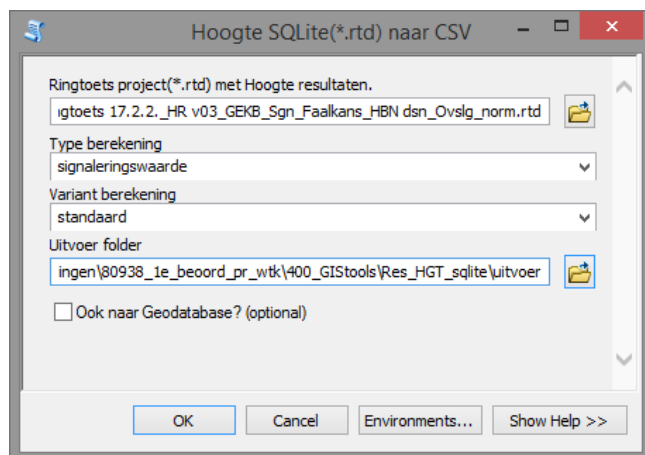 Hoogte SQLite(*.rtd) naar CSV
Ringtoets project(*.rtd) met Hoogte resultaten.
ıgtoets 17.2.2._HR v03_GEKB_Sgn_Faalkans_HBN dsn_Ovslg_norm.rtd
Type berekening
signaleringswaarde
Variant berekening
standaard
Uitvoer folder
ingen\80938_1e_beoord_pr_wtk\400_GIStools\Res_HGT_sqlite\uitvoer
Ook naar Geodatabase? (optional)
OK Cancel Environments... Show Help >>